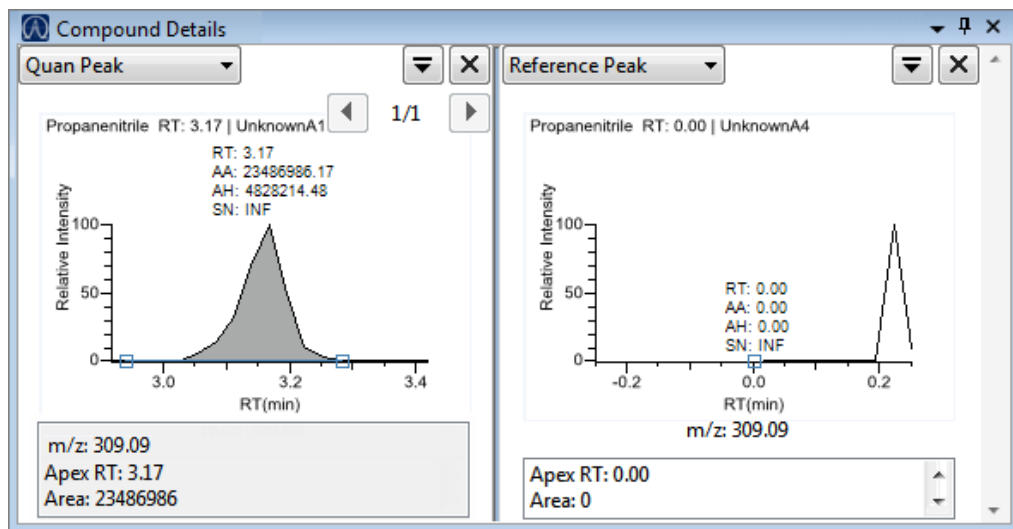 Compound Details
Quan Peak
1/1
Propanenitrile RT: 3.17 | UnknownA1
RT: 3.17
AA: 23486986.17
AH: 4828214.48
SN: INF
Relative Intensity
100
50
0
3.0 3.2 3.4
RT(min)
m/z: 309.09
Apex RT: 3.17
Area: 23486986
Reference Peak
Propanenitrile RT: 0.00 | UnknownA4
Relative Intensity
100
50
0
RT: 0.00
AA: 0.00
AH: 0.00
SN: INF
-0.2 0.0 0.2
RT(min)
m/z: 309.09
Apex RT: 0.00
Area: 0